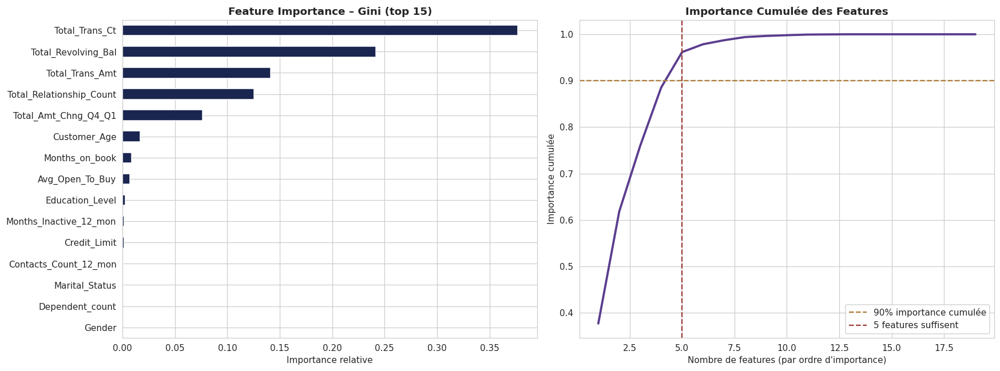 Feature Importance – Gini (top 15)
Total_Trans_Ct
Total_Revolving_Bal
Total_Trans_Amt
Total_Relationship_Count
Total_Amt_Chng_Q4_Q1
Customer_Age
Months_on_book
Avg_Open_To_Buy
Education_Level
Months_Inactive_12_mon
Credit_Limit
Contacts_Count_12_mon
Marital_Status
Dependent_count
Gender
0.00 0.05 0.10 0.15 0.20 0.25 0.30 0.35
Importance relative
Importance Cumulée des Features
Importance cumulée
1.0
0.9
0.8
0.7
0.6
0.5
0.4
90% importance cumulée
5 features suffisent
2.5 5.0 7.5 10.0 12.5 15.0 17.5
Nombre de features (par ordre d'importance)